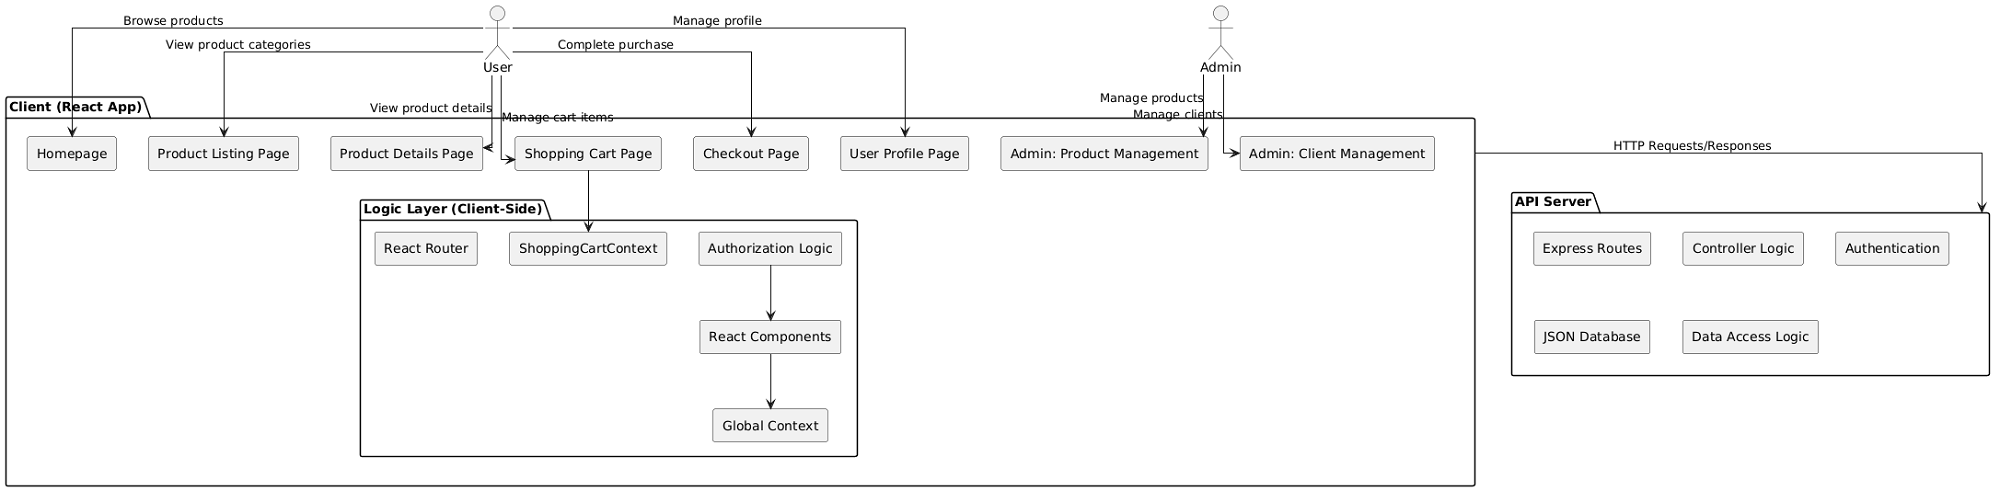 Browse products
Manage profile
View product categories
Complete purchase
User
Admin
Client (React App)
View product details
Manage cart items
Manage products
Manage clients
Homepage
Product Listing Page
Product Details Page
Shopping Cart Page
Checkout Page
User Profile Page
Admin: Product Management
Admin: Client Management
HTTP Requests/Responses
Logic Layer (Client-Side)
React Router
ShoppingCartContext
Authorization Logic
React Components
Global Context
API Server
Express Routes
Controller Logic
Authentication
JSON Database
Data Access Logic